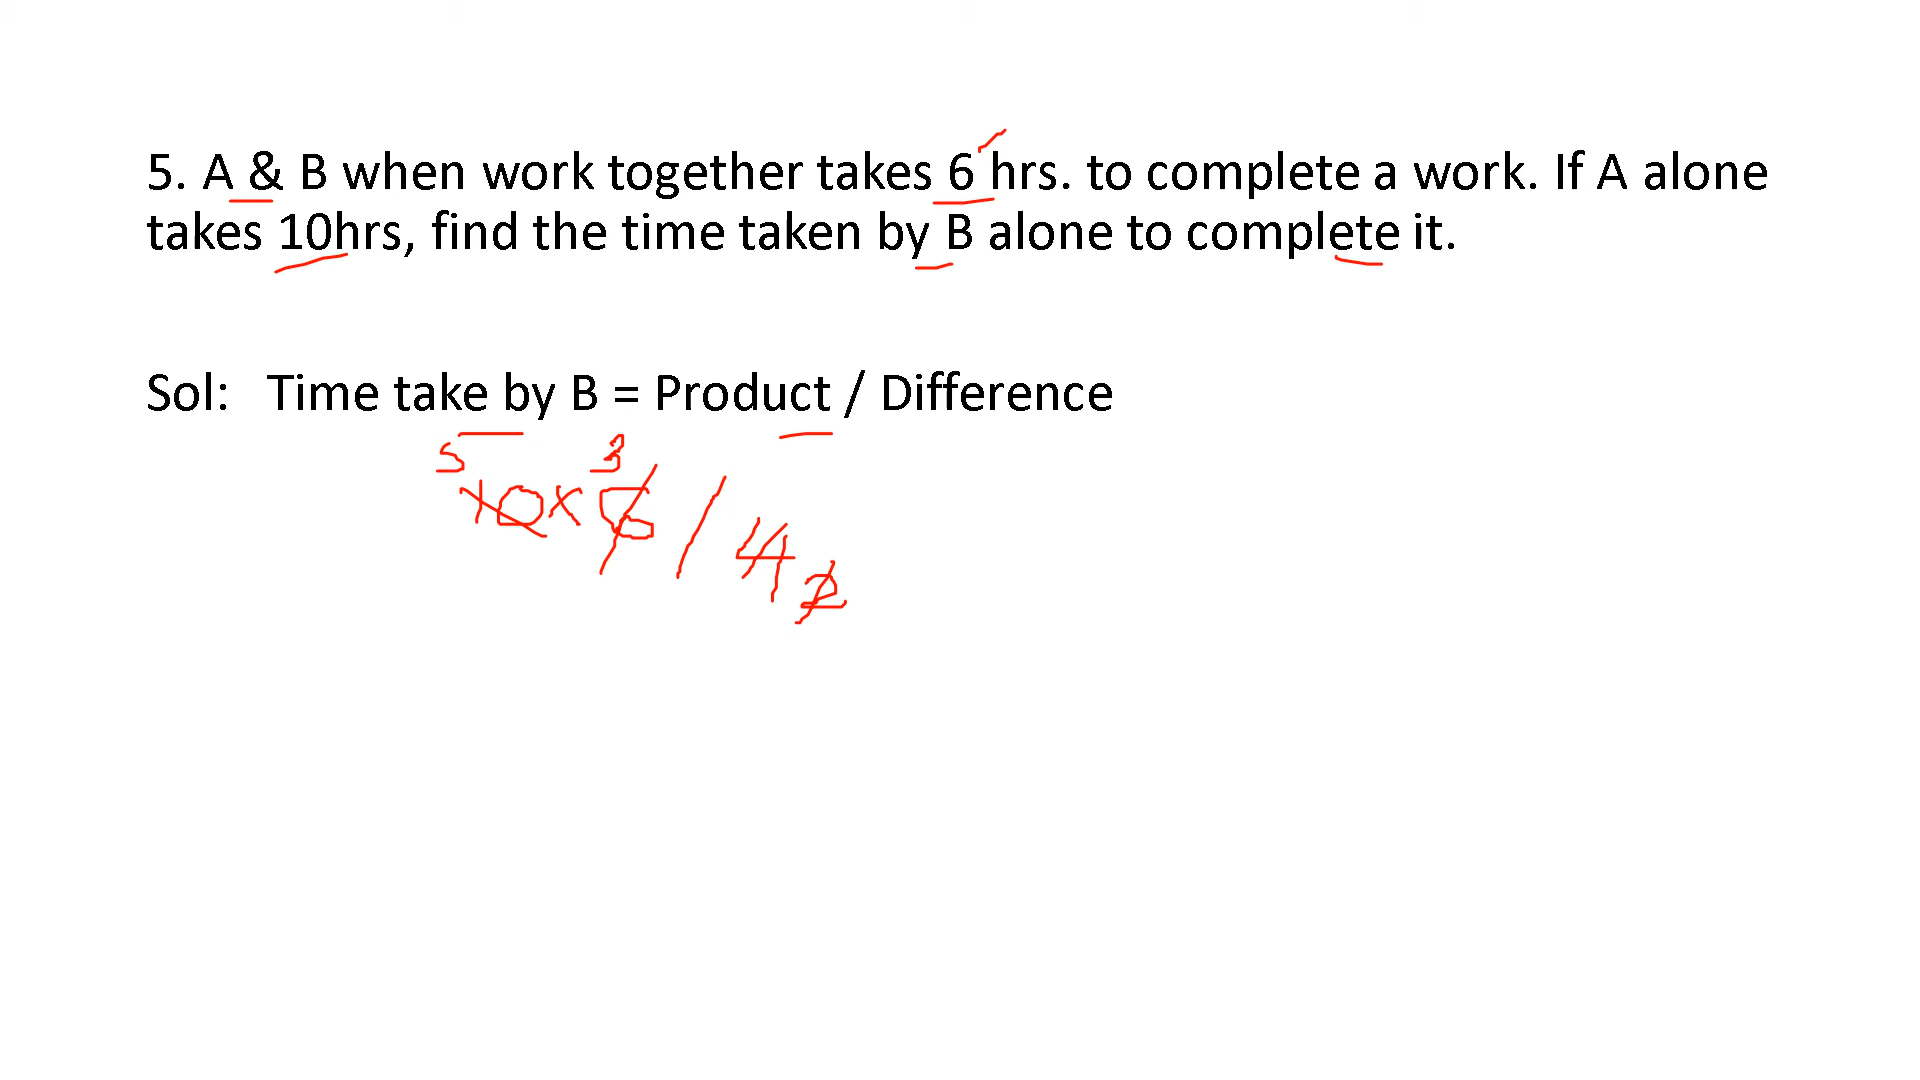 5. A & B when work together takes 6 hrs. to complete a work. If A alone
takes 10hrs, find the time taken by B alone to complete it.
Sol: Time take by B = Product / Difference
5 3
10 x 6 / 4
2